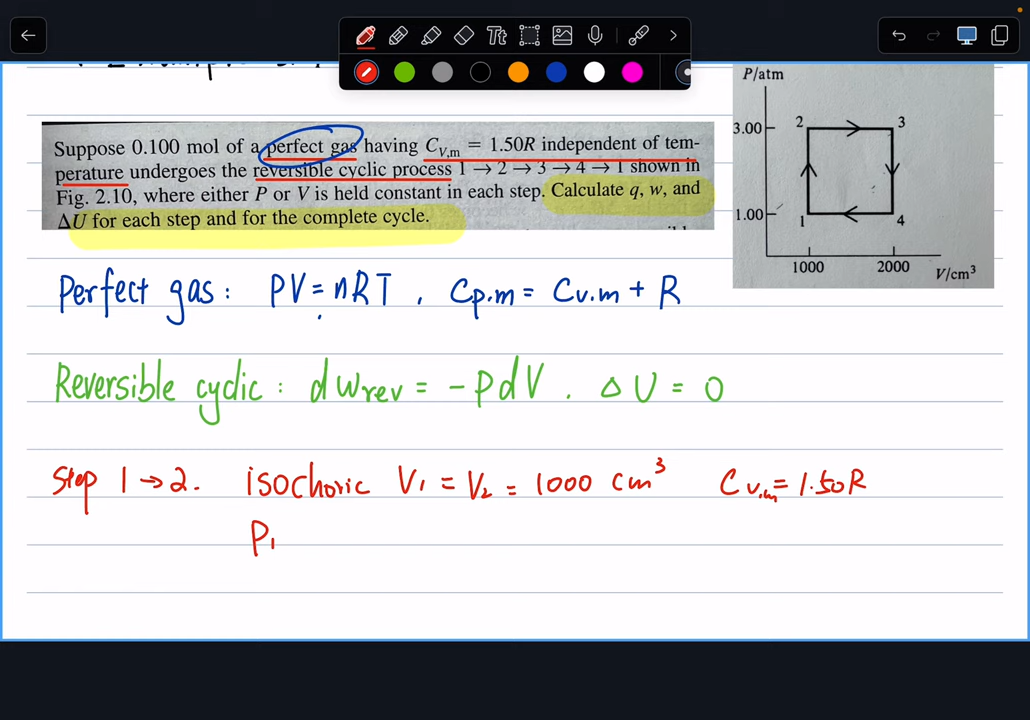 Tt
Suppose 0.100 mol of a perfect gas having C_V,m = 1.50R independent of tem-
perature undergoes the reversible cyclic process 1 → 2 → 3 → 4 → 1 shown in
Fig. 2.10, where either P or V is held constant in each step. Calculate q, w, and
ΔU for each step and for the complete cycle.
P/atm
3.00
2
3
1.00
1
4
1000
2000
V/cm³
Perfect gas: PV = nRT, Cp.m = Cv.m + R
Reversible cyclic: dw_rev = -pdV. ΔU = 0
Step 1 → 2. isochoric V₁ = V₂ = 1000 cm³ Cv,m = 1.50R
P₁